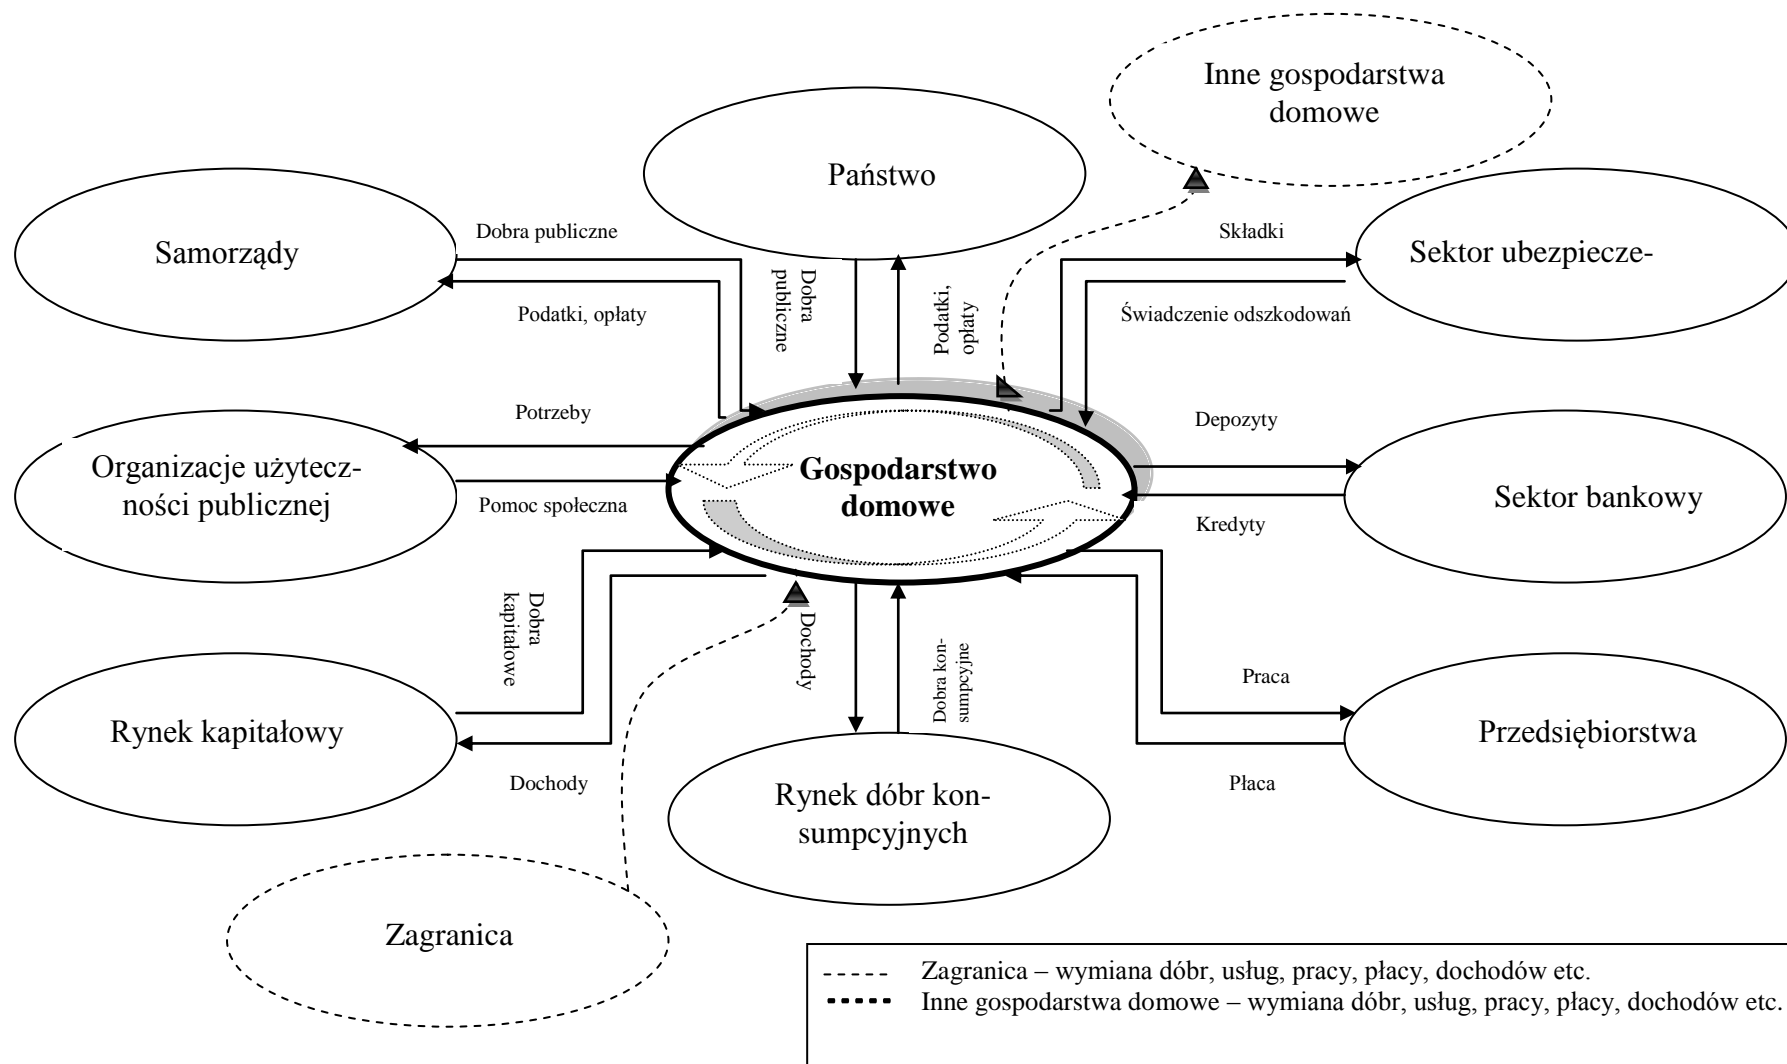 Inne gospodarstwa
domowe
Państwo
Samorządy
Dobra publiczne
Składki
Sektor ubezpiecze-
Dobra
publiczne
Podatki,
opłaty
Podatki, opłaty
Świadczenie odszkodowań
Potrzeby
Depozyty
Organizacje użytecz-
ności publicznej
Gospodarstwo
domowe
Sektor bankowy
Pomoc społeczna
Kredyty
Dobra
kapitałowe
Dochody
Dobra kon-
sumpcyjne
Praca
Rynek kapitałowy
Przedsiębiorstwa
Dochody
Płaca
Rynek dóbr kon-
sumpcyjnych
Zagranica
Zagranica – wymiana dóbr, usług, pracy, płacy, dochodów etc.
Inne gospodarstwa domowe – wymiana dóbr, usług, pracy, płacy, dochodów etc.